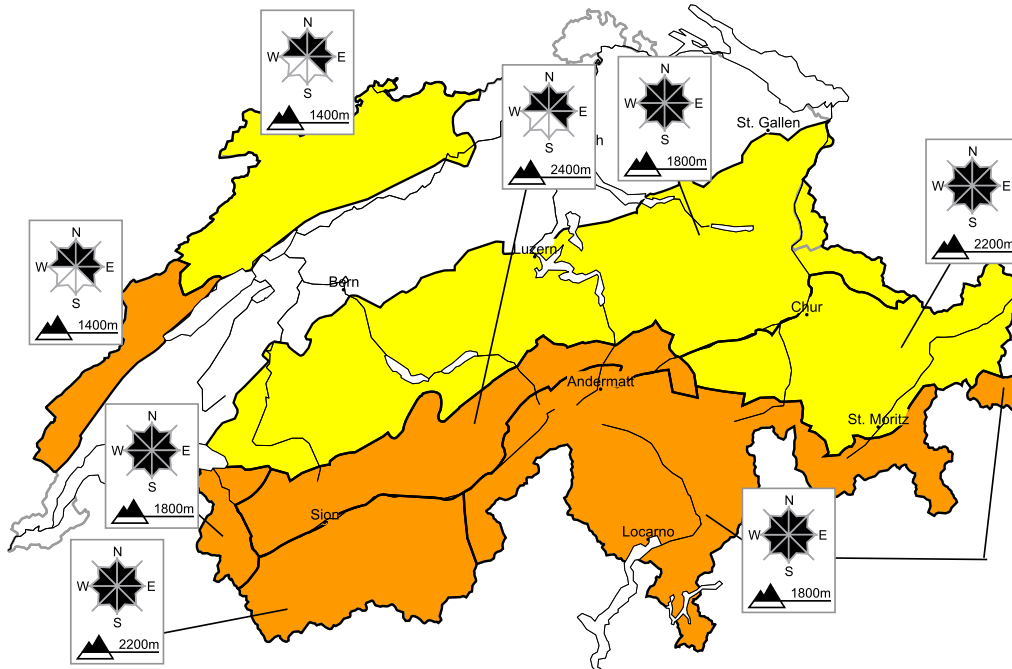 N
W E
S
1400m
N
W E
S
2400m
N
W E
S
1800m
h
St. Gallen
N
W E
S
2200m
N
W E
S
1400m
Luzern
Bern
Chur
Andermatt
St. Moritz
N
W E
S
1800m
Sion
Locarno
N
W E
S
1800m
N
W E
S
2200m